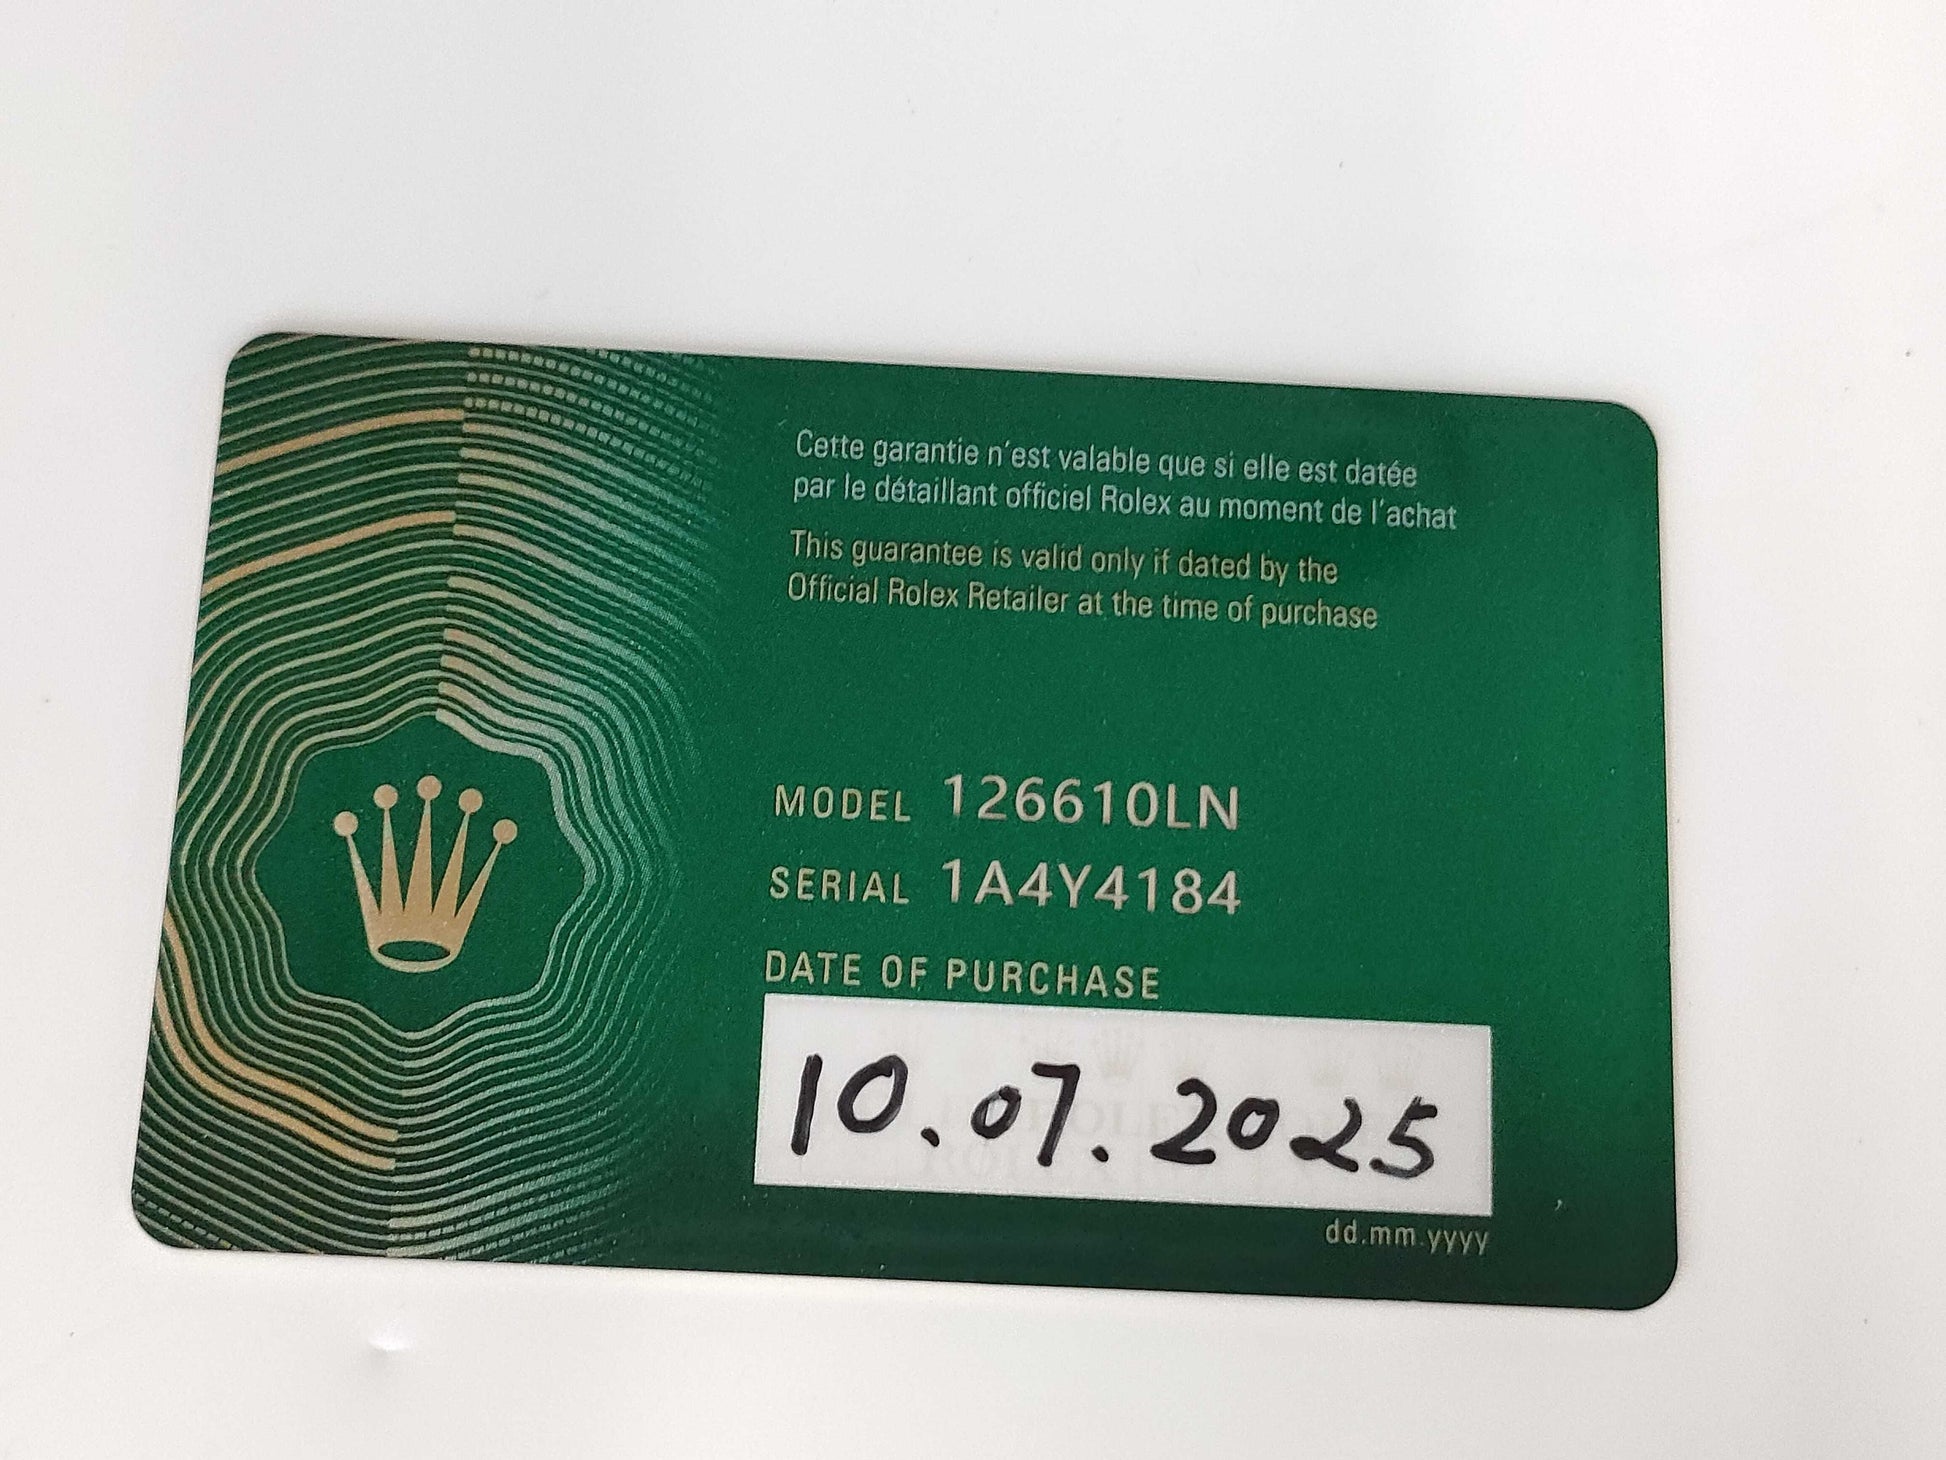 Cette garantie n'est valable que si elle est datée
par le détaillant officiel Rolex au moment de l'achat
This guarantee is valid only if dated by the
Official Rolex Retailer at the time of purchase
MODEL 126610LN
SERIAL 1A4Y4184
DATE OF PURCHASE
10.07.2025
dd.mm.yyyy